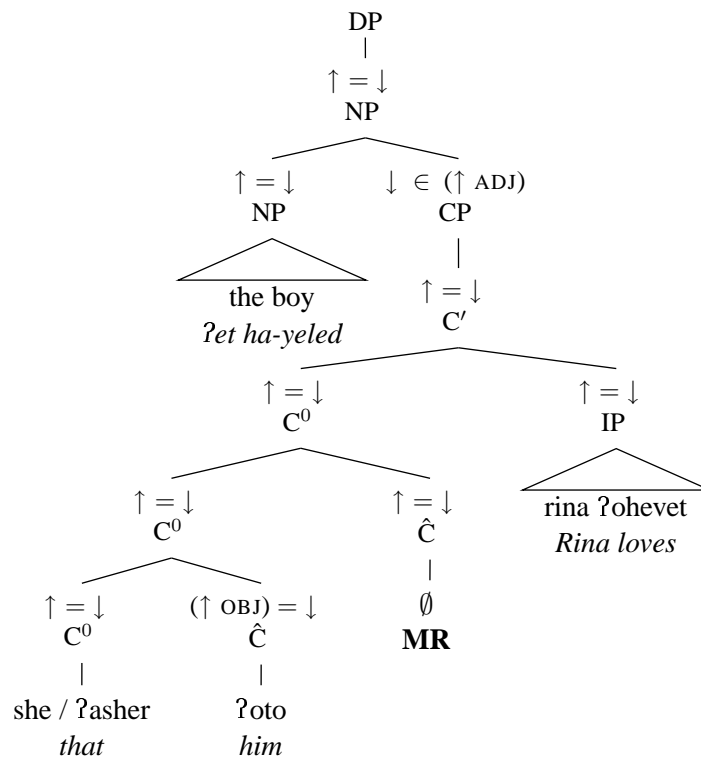 DP
↑ = ↓
NP
↑ = ↓ ↓ ∈ (↑ ADJ)
NP CP
the boy
ʔet ha-yeled
↑ = ↓
C′
↑ = ↓ ↑ = ↓
C⁰ IP
rina ʔohevet
Rina loves
↑ = ↓ ↑ = ↓
C⁰ Ĉ
∅
MR
↑ = ↓ (↑ OBJ) = ↓
C⁰ Ĉ
she / ʔasher ʔoto
that him